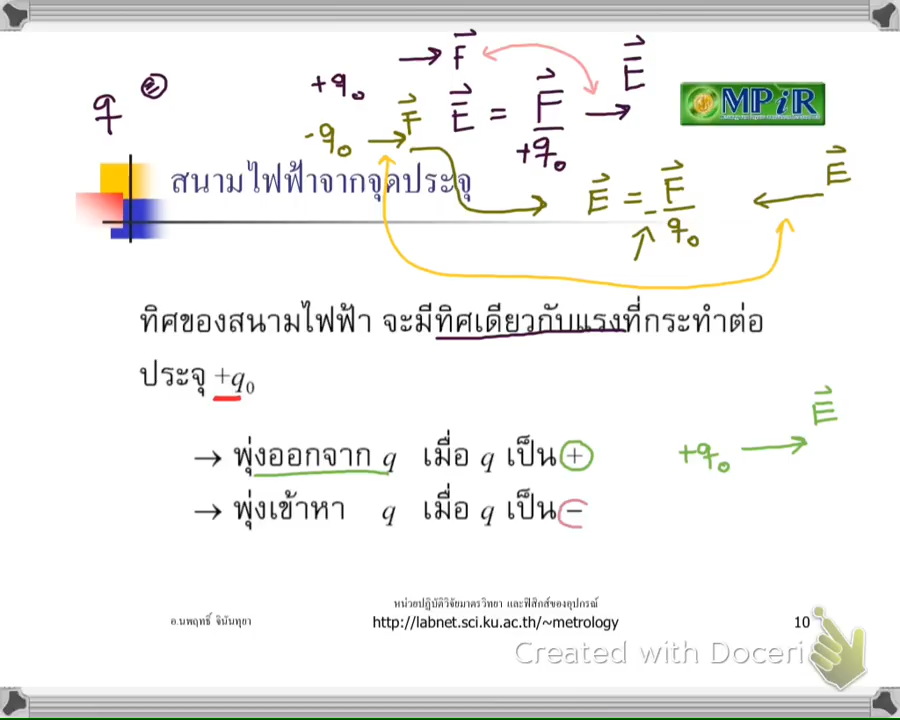 → F⃗
E⃗
+q₀
q
E⃗ = F⃗ / +q₀ →
-q₀ → F⃗
MPiR
สนามไฟฟ้าจากจุดประจุ
→ E⃗ = F⃗ / -q₀
← E⃗
ทิศของสนามไฟฟ้า จะมีทิศเดียวกับแรงที่กระทำต่อ
ประจุ +q₀
→ พุ่งออกจาก q เมื่อ q เป็น +
+q₀ → E⃗
→ พุ่งเข้าหา q เมื่อ q เป็น −
หน่วยปฏิบัติวิจัยมาตรวิทยา และฟิสิกส์ของอุปกรณ์
อ.นพฤทธิ์ จินันทุยา
http://labnet.sci.ku.ac.th/~metrology
10
Created with Doceri